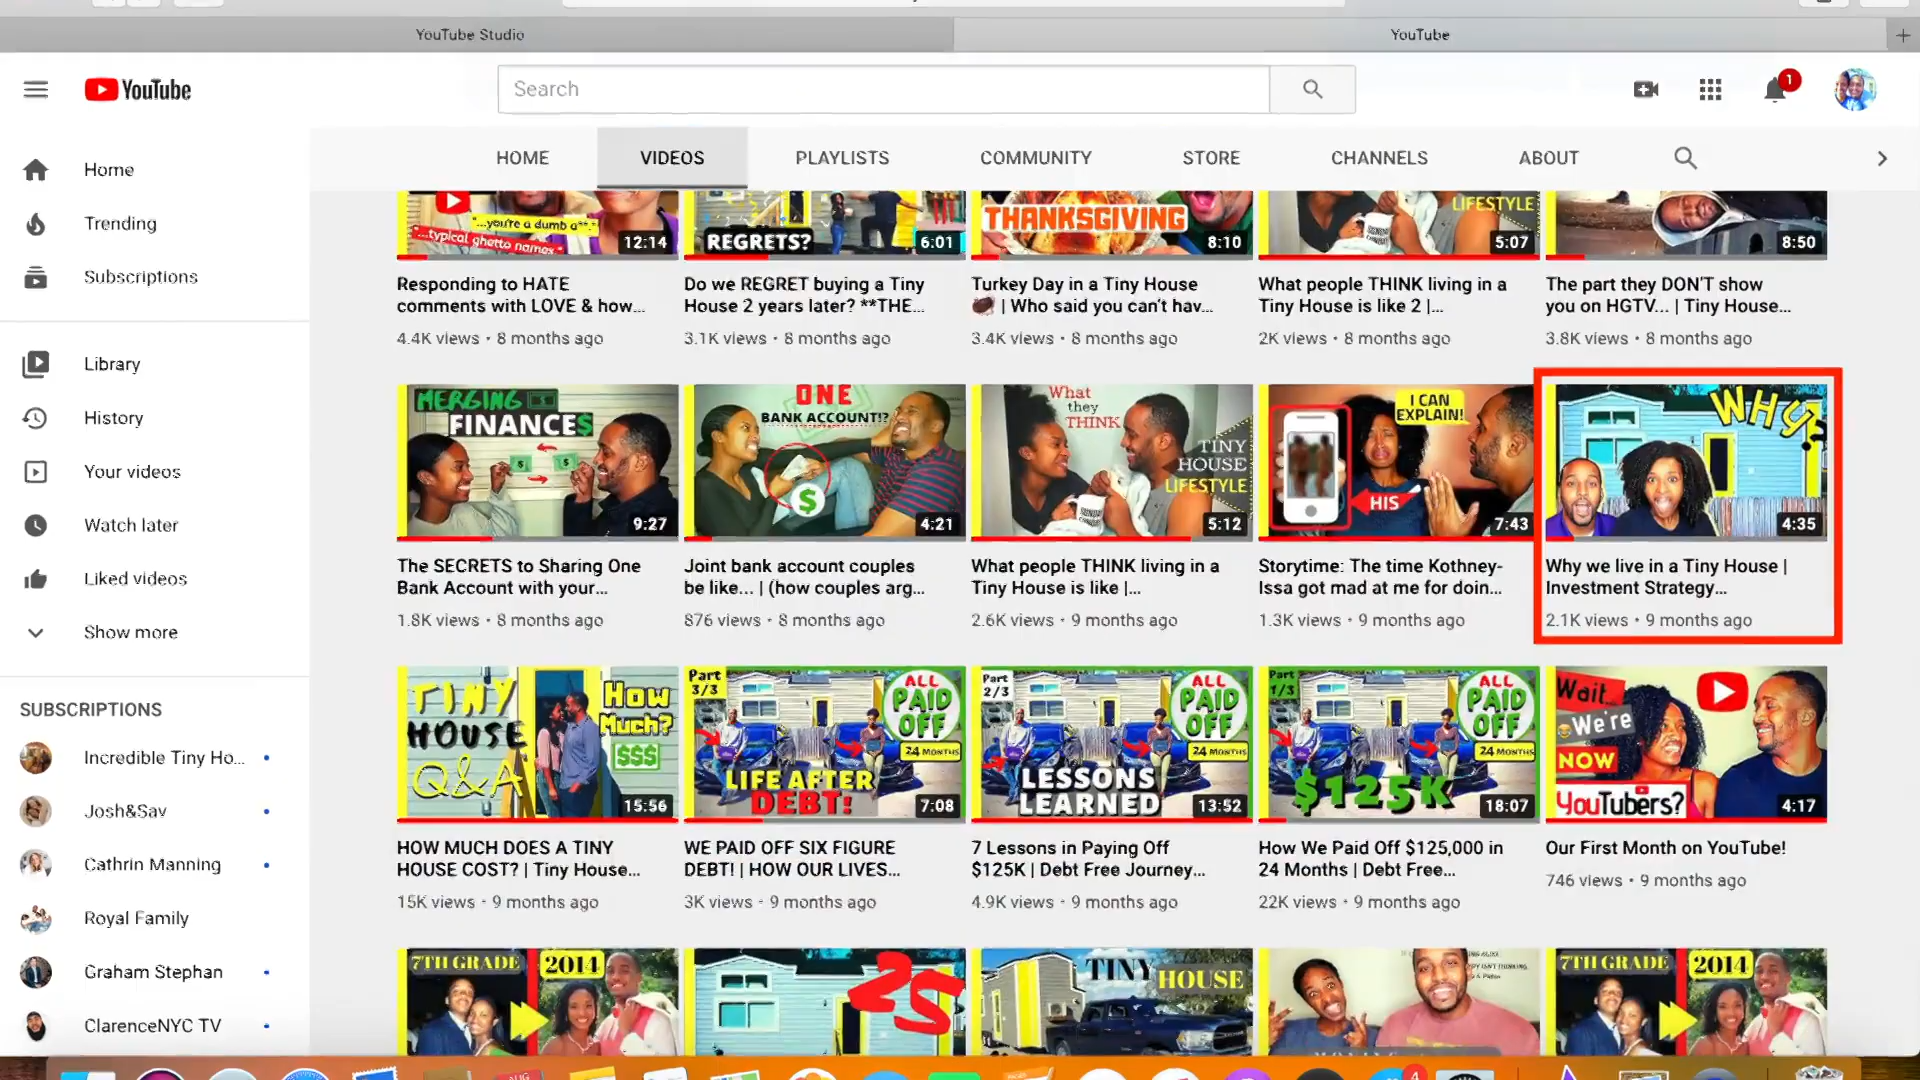 YouTube Studio
YouTube
YouTube
Search
1
Home
Trending
Subscriptions
Library
History
Your videos
Watch later
Liked videos
Show more
SUBSCRIPTIONS
Incredible Tiny Ho...
Josh&Sav
Cathrin Manning
Royal Family
Graham Stephan
ClarenceNYC TV
HOME
VIDEOS
PLAYLISTS
COMMUNITY
STORE
CHANNELS
ABOUT
"...you're a dumb a**"
"...typical ghetto names"
12:14
REGRETS?
6:01
THANKSGIVING
8:10
LIFESTYLE
5:07
8:50
Responding to HATE
comments with LOVE & how...
4.4K views • 8 months ago
Do we REGRET buying a Tiny
House 2 years later? **THE...
3.1K views • 8 months ago
Turkey Day in a Tiny House
| Who said you can't hav...
3.4K views • 8 months ago
What people THINK living in a
Tiny House is like 2 |...
2K views • 8 months ago
The part they DON'T show
you on HGTV... | Tiny House...
3.8K views • 8 months ago
MERGING
FINANCE$
9:27
ONE
BANK ACCOUNT!?
$
4:21
What
they
THINK
TINY
HOUSE
LIFESTYLE
5:12
I CAN
EXPLAIN!
HIS
7:43
WHY?
4:35
The SECRETS to Sharing One
Bank Account with your...
1.8K views • 8 months ago
Joint bank account couples
be like... | (how couples arg...
876 views • 8 months ago
What people THINK living in a
Tiny House is like |...
2.6K views • 9 months ago
Storytime: The time Kothney-
Issa got mad at me for doin...
1.3K views • 9 months ago
Why we live in a Tiny House |
Investment Strategy...
2.1K views • 9 months ago
TINY
HOUSE
Q&A
How
Much?
$$$
15:56
Part
3/3
ALL
PAID
OFF
24 MONTHS
LIFE AFTER
DEBT!
7:08
Part
2/3
ALL
PAID
OFF
24 MONTHS
LESSONS
LEARNED
13:52
Part
1/3
ALL
PAID
OFF
24 MONTHS
$125K
18:07
Wait...
We're
NOW
YouTubers?
4:17
HOW MUCH DOES A TINY
HOUSE COST? | Tiny House...
15K views • 9 months ago
WE PAID OFF SIX FIGURE
DEBT! | HOW OUR LIVES...
3K views • 9 months ago
7 Lessons in Paying Off
$125K | Debt Free Journey...
4.9K views • 9 months ago
How We Paid Off $125,000 in
24 Months | Debt Free...
22K views • 9 months ago
Our First Month on YouTube!
746 views • 9 months ago
7TH GRADE
2014
TINY HOUSE
7TH GRADE
2014
4